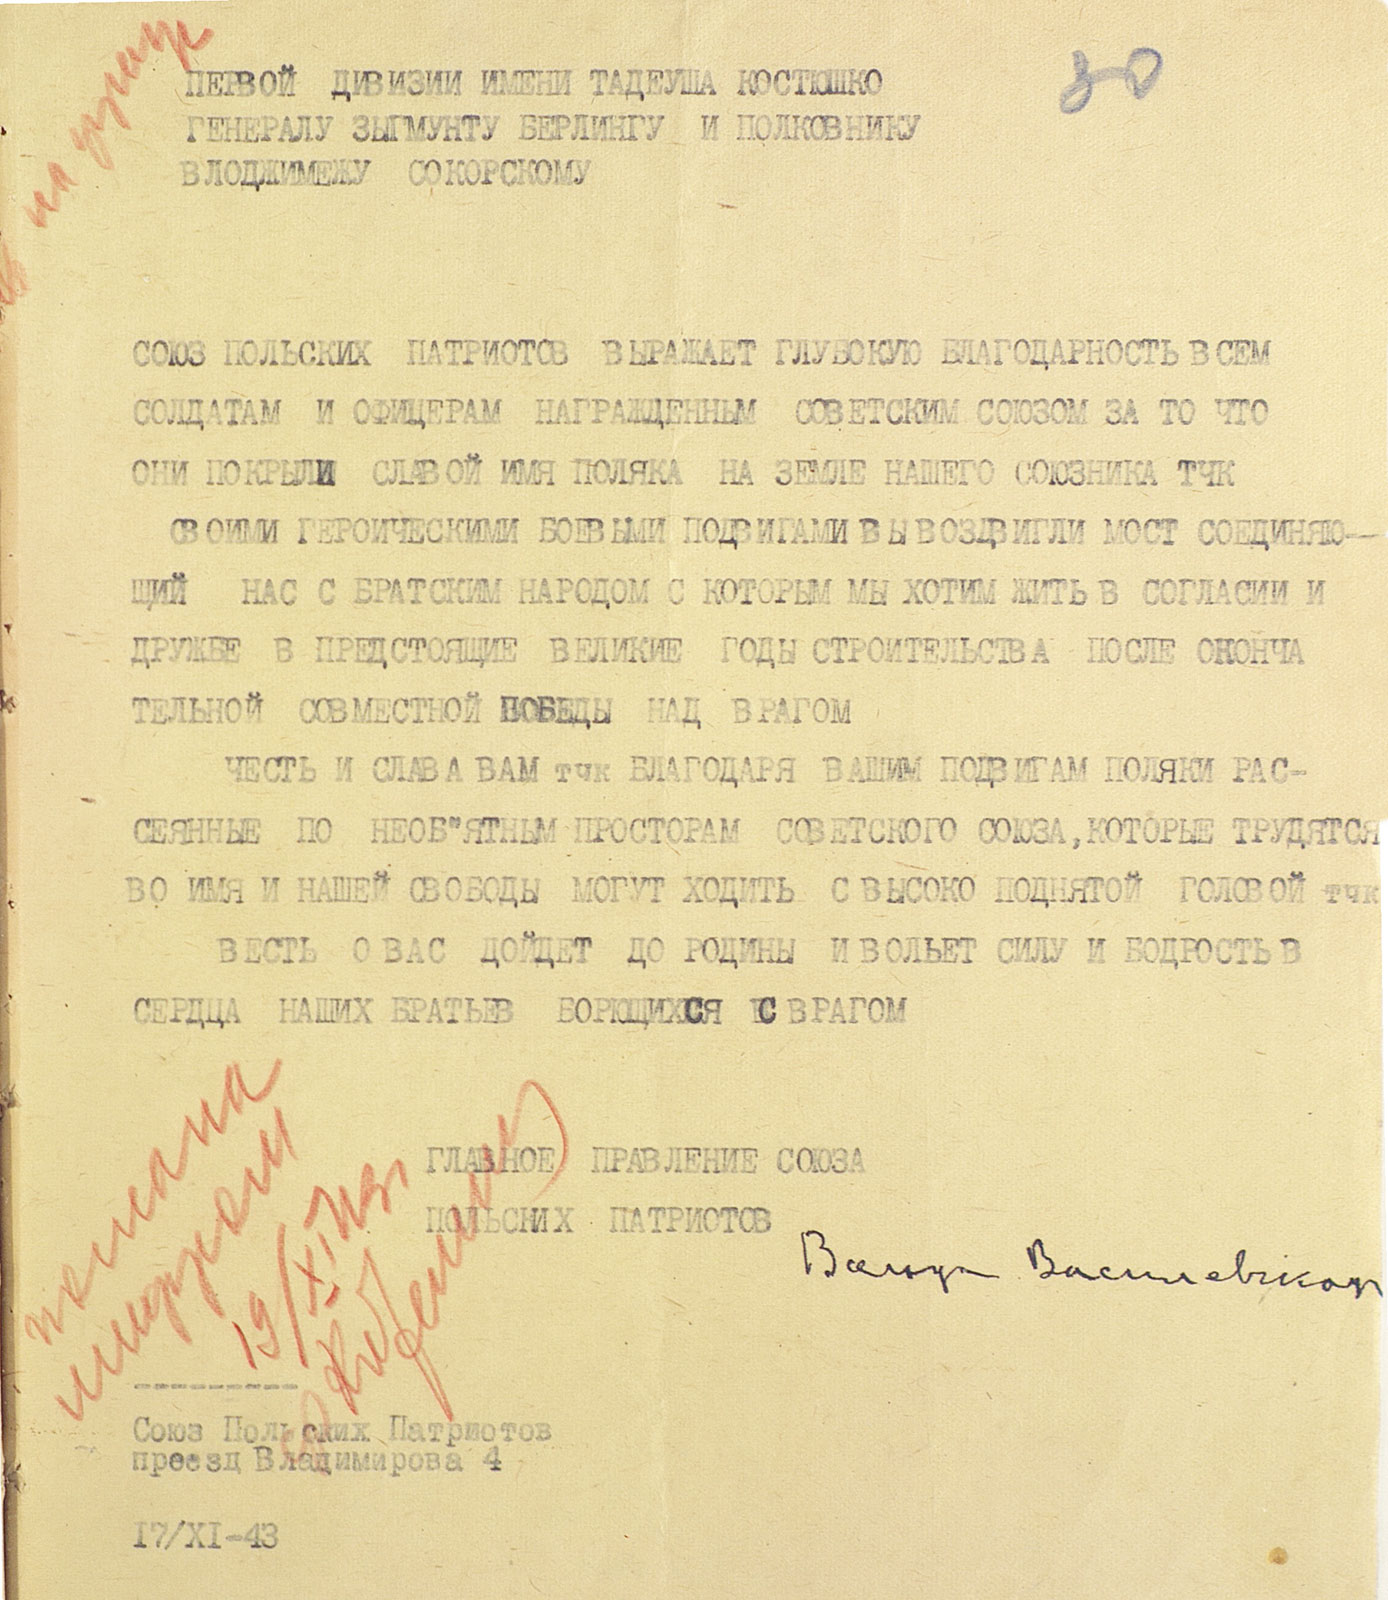 на
30
ПЕРВОЙ ДИВИЗИИ ИМЕНИ ТАДЕУША КОСТЮШКО
ГЕНЕРАЛУ ЗЫГМУНТУ БЕРЛИНГУ И ПОЛКОВНИКУ
ВЛОДЖИМЕЖУ СОКОРСКОМУ
СОЮЗ ПОЛЬСКИХ ПАТРИОТОВ ВЫРАЖАЕТ ГЛУБОКУЮ БЛАГОДАРНОСТЬ ВСЕМ
СОЛДАТАМ И ОФИЦЕРАМ НАГРАЖДЕННЫМ СОВЕТСКИМ СОЮЗОМ ЗА ТО ЧТО
ОНИ ПОКРЫЛИ СЛАВОЙ ИМЯ ПОЛЯКА НА ЗЕМЛЕ НАШЕГО СОЮЗНИКА ТЧК
СВОИМИ ГЕРОИЧЕСКИМИ БОЕВЫМИ ПОДВИГАМИ ВЫ ВОЗДВИГЛИ МОСТ СОЕДИНЯЮ-
ЩИЙ НАС С БРАТСКИМ НАРОДОМ С КОТОРЫМ МЫ ХОТИМ ЖИТЬ В СОГЛАСИИ И
ДРУЖБЕ В ПРЕДСТОЯЩИЕ ВЕЛИКИЕ ГОДЫ СТРОИТЕЛЬСТВА ПОСЛЕ ОКОНЧА
ТЕЛЬНОЙ СОВМЕСТНОЙ ПОБЕДЫ НАД ВРАГОМ
ЧЕСТЬ И СЛАВА ВАМ тчк БЛАГОДАРЯ ВАШИМ ПОДВИГАМ ПОЛЯКИ РАС-
СЕЯННЫЕ ПО НЕОБ"ЯТНЫМ ПРОСТОРАМ СОВЕТСКОГО СОЮЗА, КОТОРЫЕ ТРУДЯТСЯ
ВО ИМЯ И НАШЕЙ СВОБОДЫ МОГУТ ХОДИТЬ С ВЫСОКО ПОДНЯТОЙ ГОЛОВОЙ тчк
ВЕСТЬ О ВАС ДОЙДЕТ ДО РОДИНЫ И ВОЛЬЕТ СИЛУ И БОДРОСТЬ В
СЕРДЦА НАШИХ БРАТЬЕВ БОРЮЩИХСЯ С ВРАГОМ
ГЛАВНОЕ ПРАВЛЕНИЕ СОЮЗА
ПОЛЬСКИХ ПАТРИОТОВ
Ванда Василевская
19/XI
Союз Польских Патриотов
проезд Владимирова 4
I7/XI-43